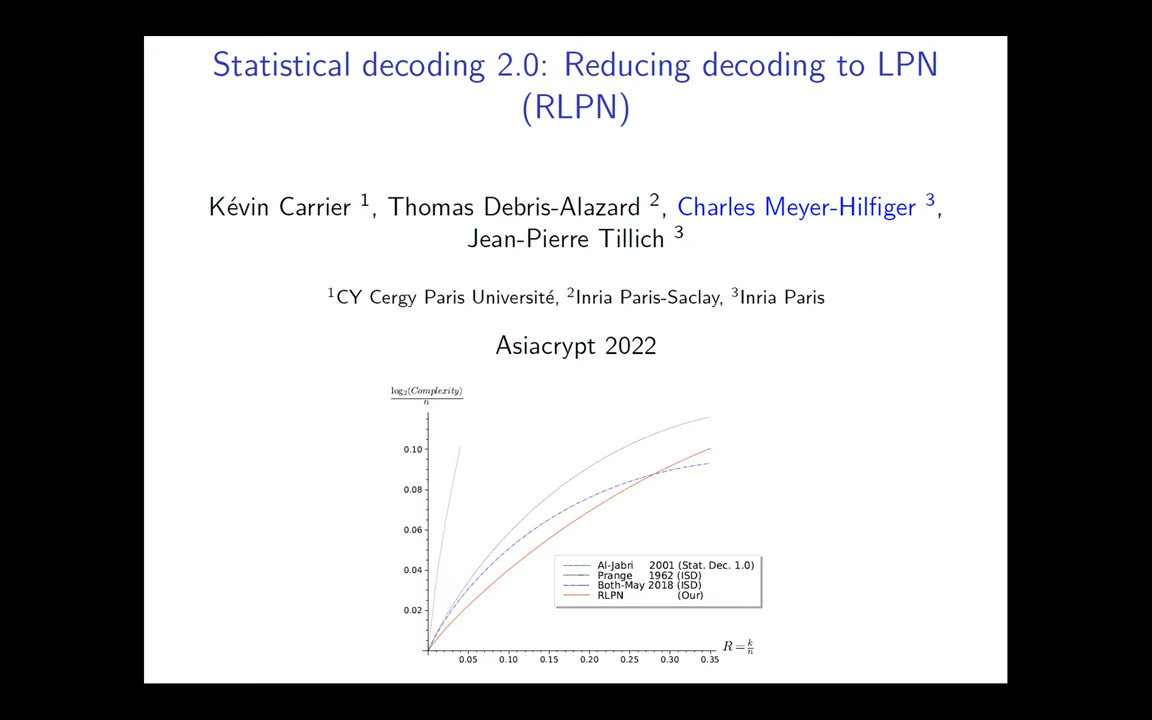 Statistical decoding 2.0: Reducing decoding to LPN
(RLPN)
Kévin Carrier ¹, Thomas Debris-Alazard ², Charles Meyer-Hilfiger ³,
Jean-Pierre Tillich ³
¹CY Cergy Paris Université, ²Inria Paris-Saclay, ³Inria Paris
Asiacrypt 2022
log₂(Complexity)
n
0.10
0.08
0.06
0.04
0.02
Al-Jabri 2001 (Stat. Dec. 1.0)
Prange 1962 (ISD)
Both-May 2018 (ISD)
RLPN (Our)
R = k/n
0.05 0.10 0.15 0.20 0.25 0.30 0.35